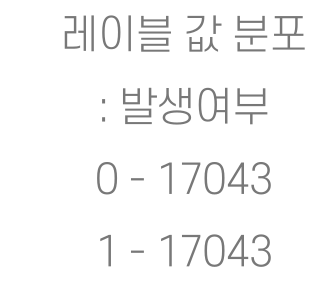 레이블 값 분포
: 발생여부
0 - 17043
1 - 17043